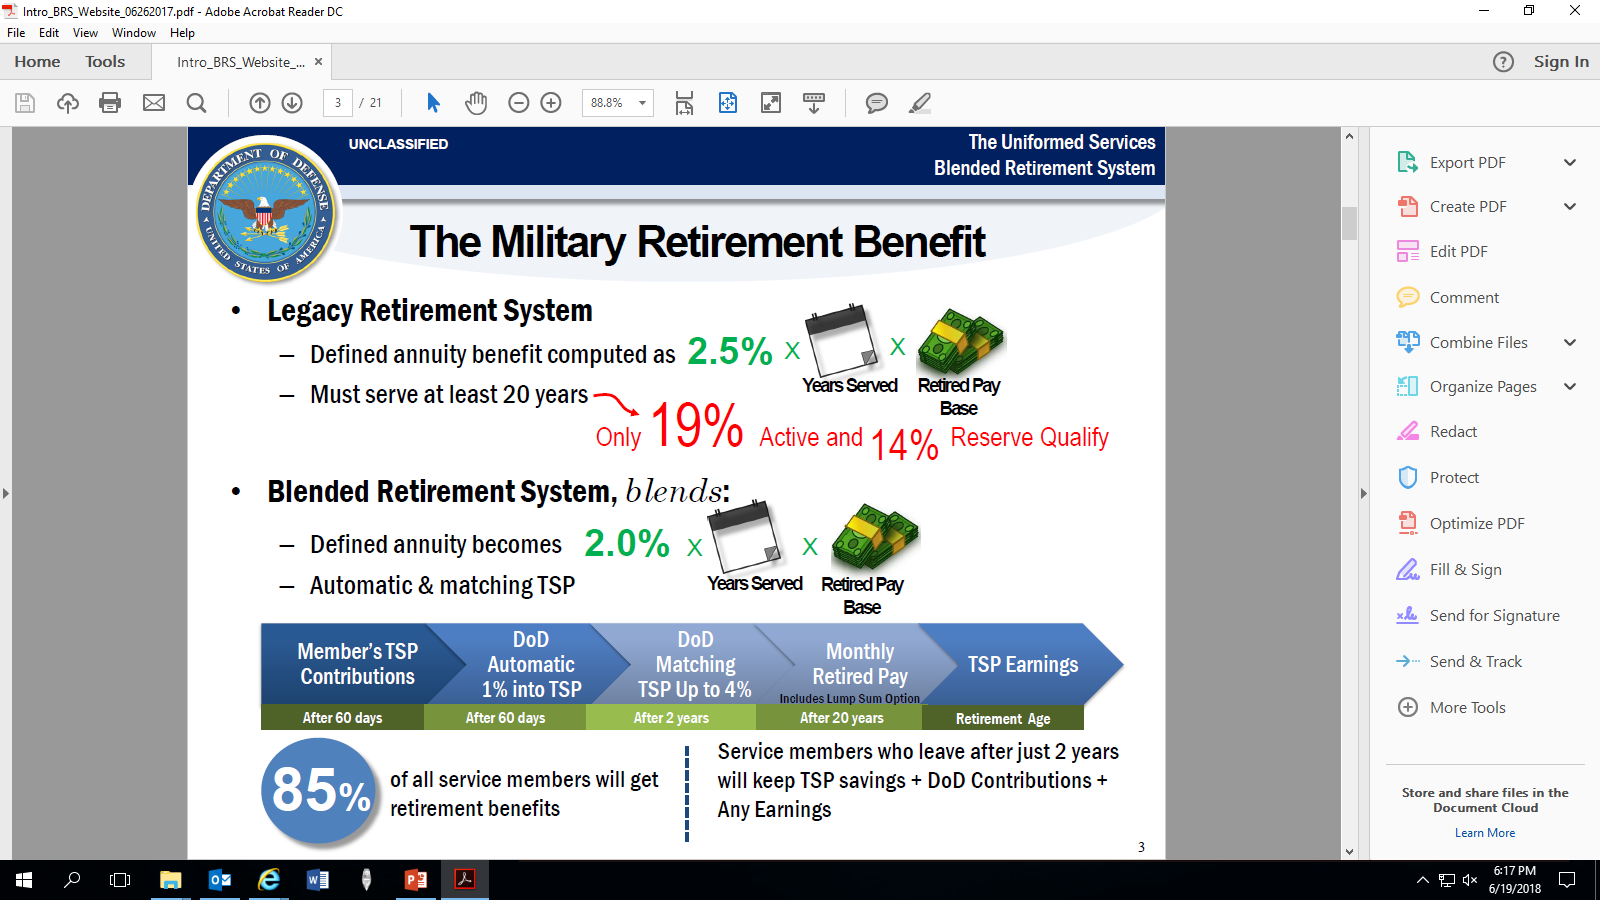 Intro_BRS_Website_06262017.pdf - Adobe Acrobat Reader DC
File Edit View Window Help
Home Tools Intro_BRS_Website_... × ? Sign In
3 / 21 88.8%
UNCLASSIFIED
The Uniformed Services
Blended Retirement System
DEPARTMENT OF DEFENSE
UNITED STATES OF AMERICA
The Military Retirement Benefit
• Legacy Retirement System
– Defined annuity benefit computed as 2.5% x Years Served x Retired Pay
Base
– Must serve at least 20 years
Only 19% Active and 14% Reserve Qualify
• Blended Retirement System, blends:
– Defined annuity becomes 2.0% x Years Served x Retired Pay
Base
– Automatic & matching TSP
Member's TSP
Contributions
After 60 days
DoD
Automatic
1% into TSP
After 60 days
DoD
Matching
TSP Up to 4%
After 2 years
Monthly
Retired Pay
Includes Lump Sum Option
After 20 years
TSP Earnings
Retirement Age
85% of all service members will get
retirement benefits
Service members who leave after just 2 years
will keep TSP savings + DoD Contributions +
Any Earnings
3
Export PDF
Create PDF
Edit PDF
Comment
Combine Files
Organize Pages
Redact
Protect
Optimize PDF
Fill & Sign
Send for Signature
Send & Track
More Tools
Store and share files in the
Document Cloud
Learn More
6:17 PM
6/19/2018